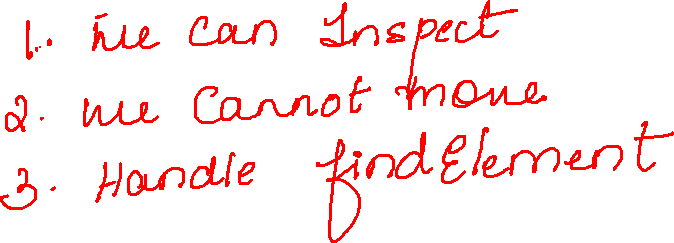 1. We can Inspect
2. we Cannot move
3. Handle findElement